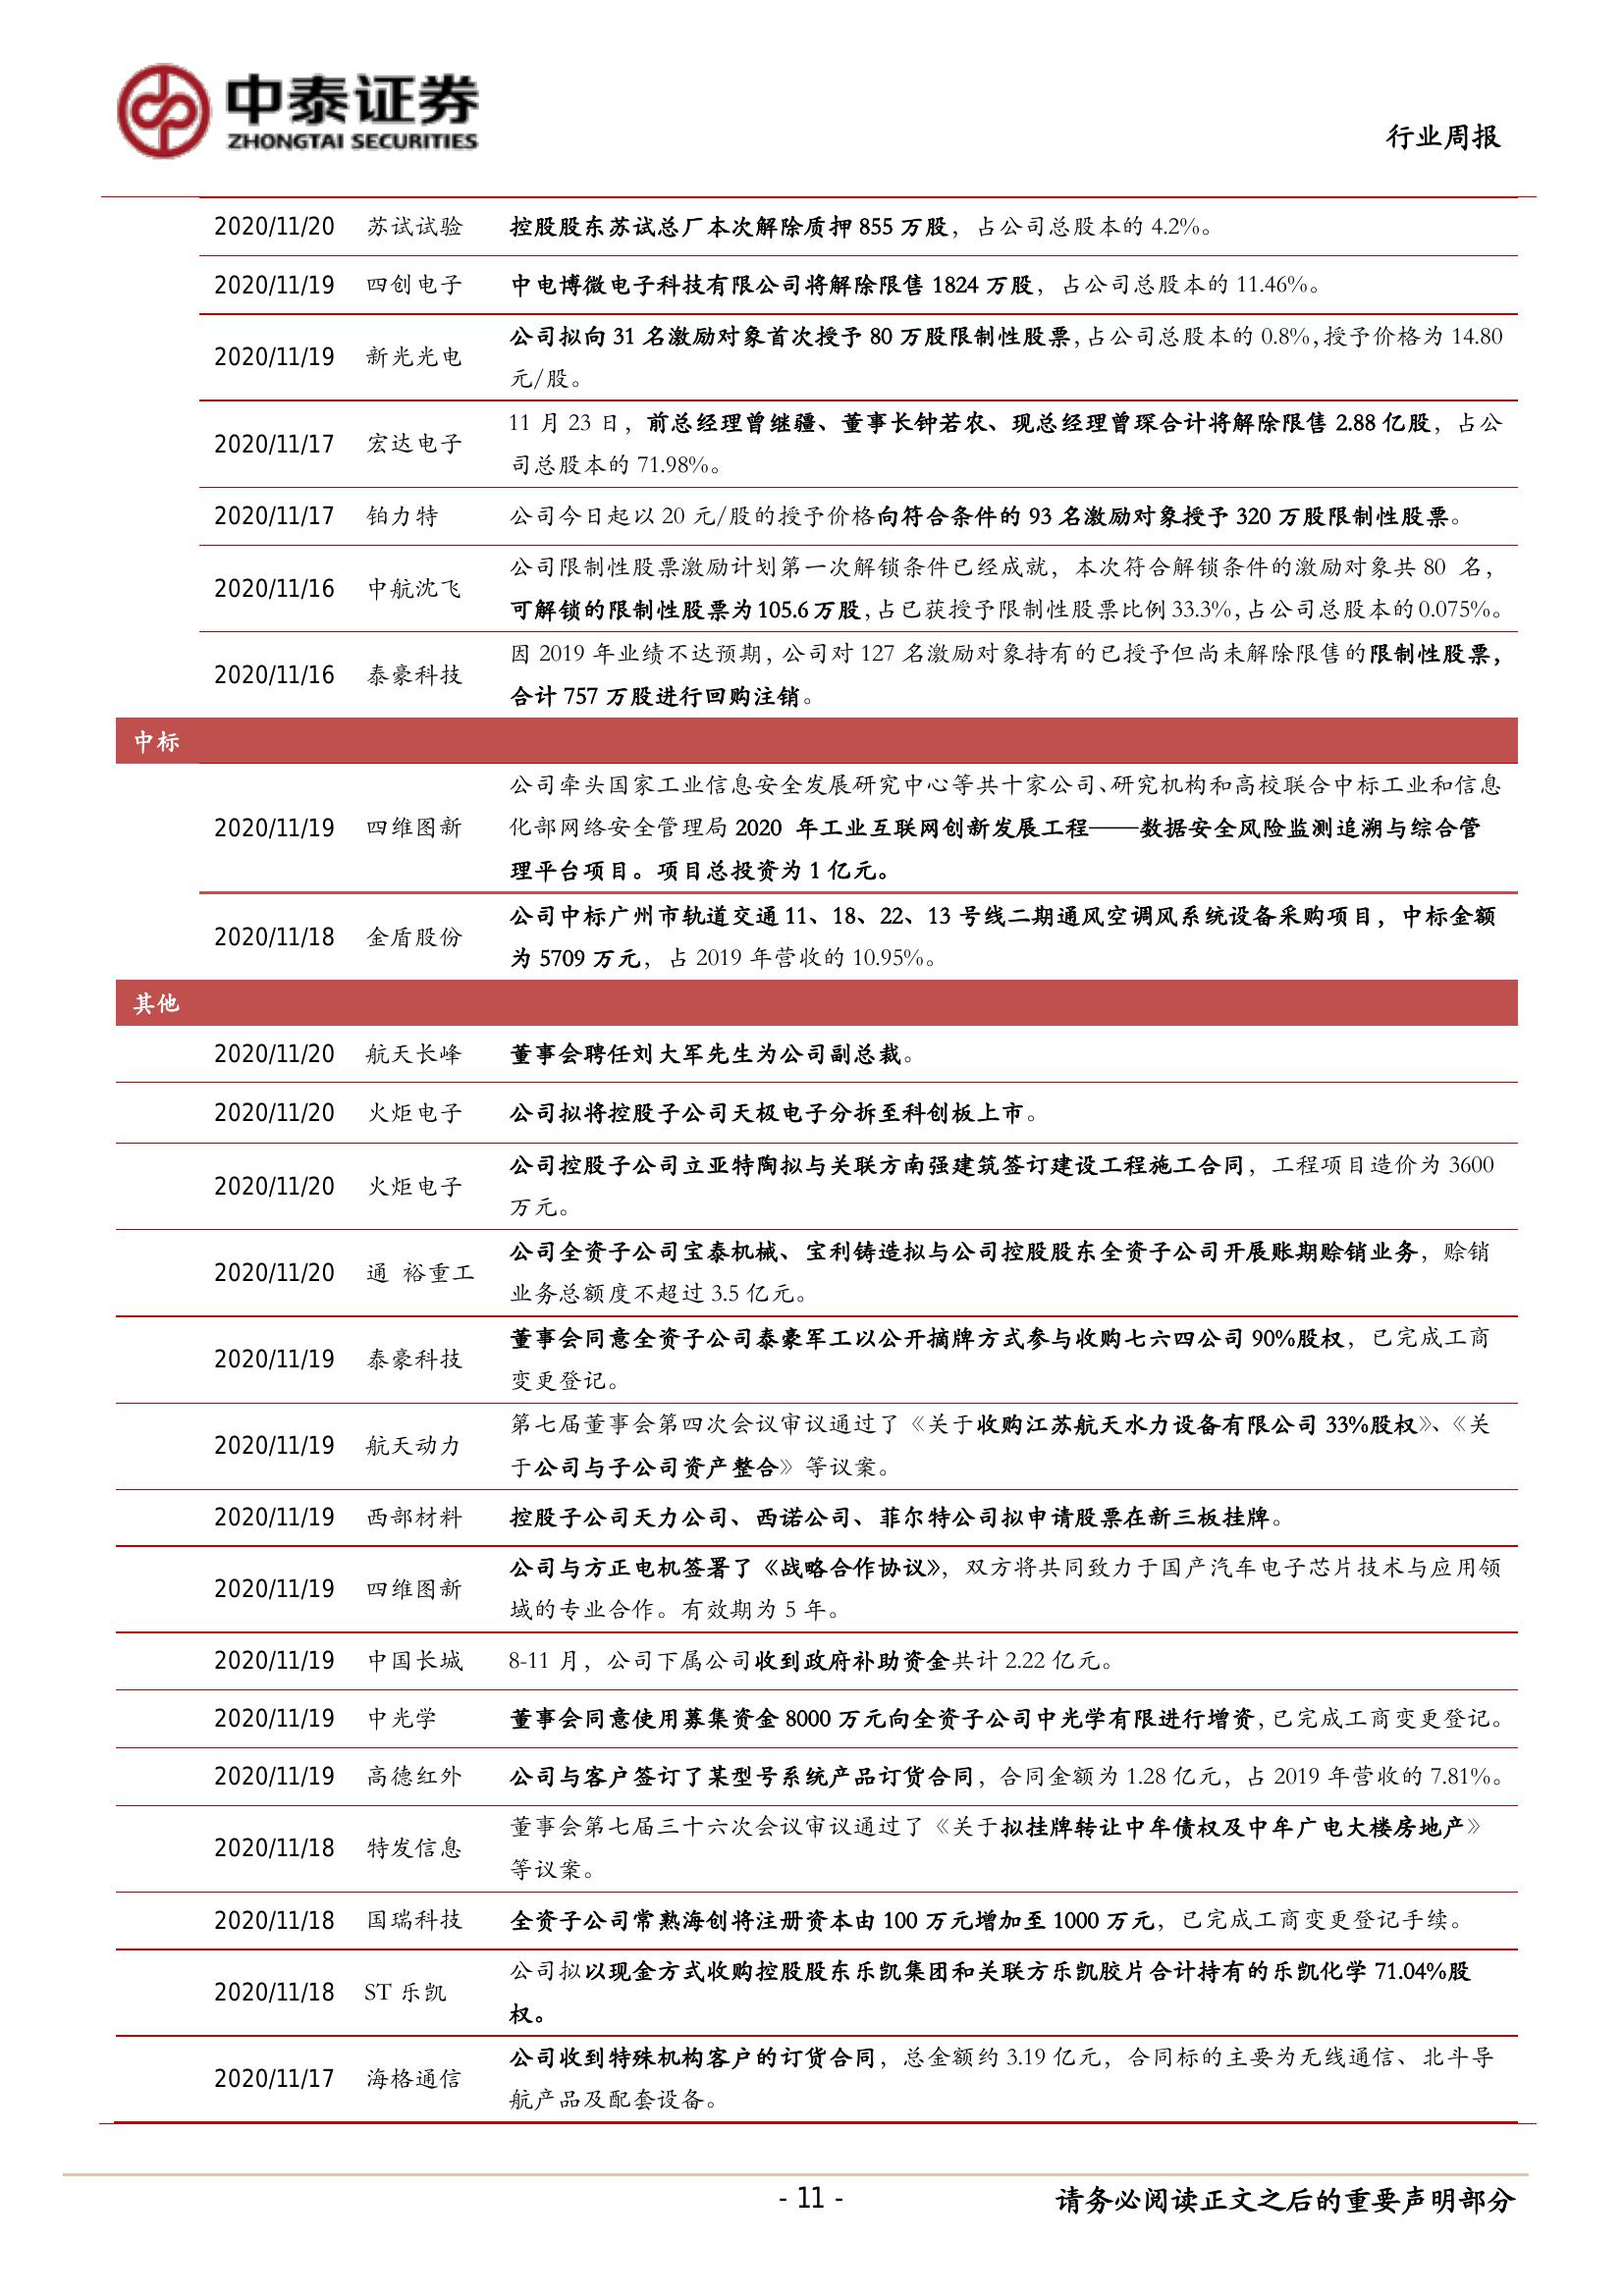 中泰证券
ZHONGTAI SECURITIES
行业周报
2020/11/20 苏试试验 控股股东苏试总厂本次解除质押 855 万股，占公司总股本的 4.2%。
2020/11/19 四创电子 中电博微电子科技有限公司将解除限售 1824 万股，占公司总股本的 11.46%。
2020/11/19 新光光电 公司拟向 31 名激励对象首次授予 80 万股限制性股票，占公司总股本的 0.8%，授予价格为 14.80
元/股。
2020/11/17 宏达电子 11 月 23 日，前总经理曾继疆、董事长钟若农、现总经理曾琛合计将解除限售 2.88 亿股，占公
司总股本的 71.98%。
2020/11/17 铂力特 公司今日起以 20 元/股的授予价格向符合条件的 93 名激励对象授予 320 万股限制性股票。
2020/11/16 中航沈飞 公司限制性股票激励计划第一次解锁条件已经成就，本次符合解锁条件的激励对象共 80 名，
可解锁的限制性股票为 105.6 万股，占已获授予限制性股票比例 33.3%，占公司总股本的 0.075%。
2020/11/16 泰豪科技 因 2019 年业绩不达预期，公司对 127 名激励对象持有的已授予但尚未解除限售的限制性股票，
合计 757 万股进行回购注销。
中标
2020/11/19 四维图新 公司牵头国家工业信息安全发展研究中心等共十家公司、研究机构和高校联合中标工业和信息
化部网络安全管理局 2020 年工业互联网创新发展工程——数据安全风险监测追溯与综合管
理平台项目。项目总投资为 1 亿元。
2020/11/18 金盾股份 公司中标广州市轨道交通 11、18、22、13 号线二期通风空调风系统设备采购项目，中标金额
为 5709 万元，占 2019 年营收的 10.95%。
其他
2020/11/20 航天长峰 董事会聘任刘大军先生为公司副总裁。
2020/11/20 火炬电子 公司拟将控股子公司天极电子分拆至科创板上市。
2020/11/20 火炬电子 公司控股子公司立亚特陶拟与关联方南强建筑签订建设工程施工合同，工程项目造价为 3600
万元。
2020/11/20 通 裕重工 公司全资子公司宝泰机械、宝利铸造拟与公司控股股东全资子公司开展账期赊销业务，赊销
业务总额度不超过 3.5 亿元。
2020/11/19 泰豪科技 董事会同意全资子公司泰豪军工以公开摘牌方式参与收购七六四公司 90%股权，已完成工商
变更登记。
2020/11/19 航天动力 第七届董事会第四次会议审议通过了《关于收购江苏航天水力设备有限公司 33%股权》、《关
于公司与子公司资产整合》等议案。
2020/11/19 西部材料 控股子公司天力公司、西诺公司、菲尔特公司拟申请股票在新三板挂牌。
2020/11/19 四维图新 公司与方正电机签署了《战略合作协议》，双方将共同致力于国产汽车电子芯片技术与应用领
域的专业合作。有效期为 5 年。
2020/11/19 中国长城 8-11 月，公司下属公司收到政府补助资金共计 2.22 亿元。
2020/11/19 中光学 董事会同意使用募集资金 8000 万元向全资子公司中光学有限进行增资，已完成工商变更登记。
2020/11/19 高德红外 公司与客户签订了某型号系统产品订货合同，合同金额为 1.28 亿元，占 2019 年营收的 7.81%。
2020/11/18 特发信息 董事会第七届三十六次会议审议通过了《关于拟挂牌转让中牟债权及中牟广电大楼房地产》
等议案。
2020/11/18 国瑞科技 全资子公司常熟海创将注册资本由 100 万元增加至 1000 万元，已完成工商变更登记手续。
2020/11/18 ST 乐凯 公司拟以现金方式收购控股股东乐凯集团和关联方乐凯胶片合计持有的乐凯化学 71.04%股
权。
2020/11/17 海格通信 公司收到特殊机构客户的订货合同，总金额约 3.19 亿元，合同标的主要为无线通信、北斗导
航产品及配套设备。
- 11 -
请务必阅读正文之后的重要声明部分